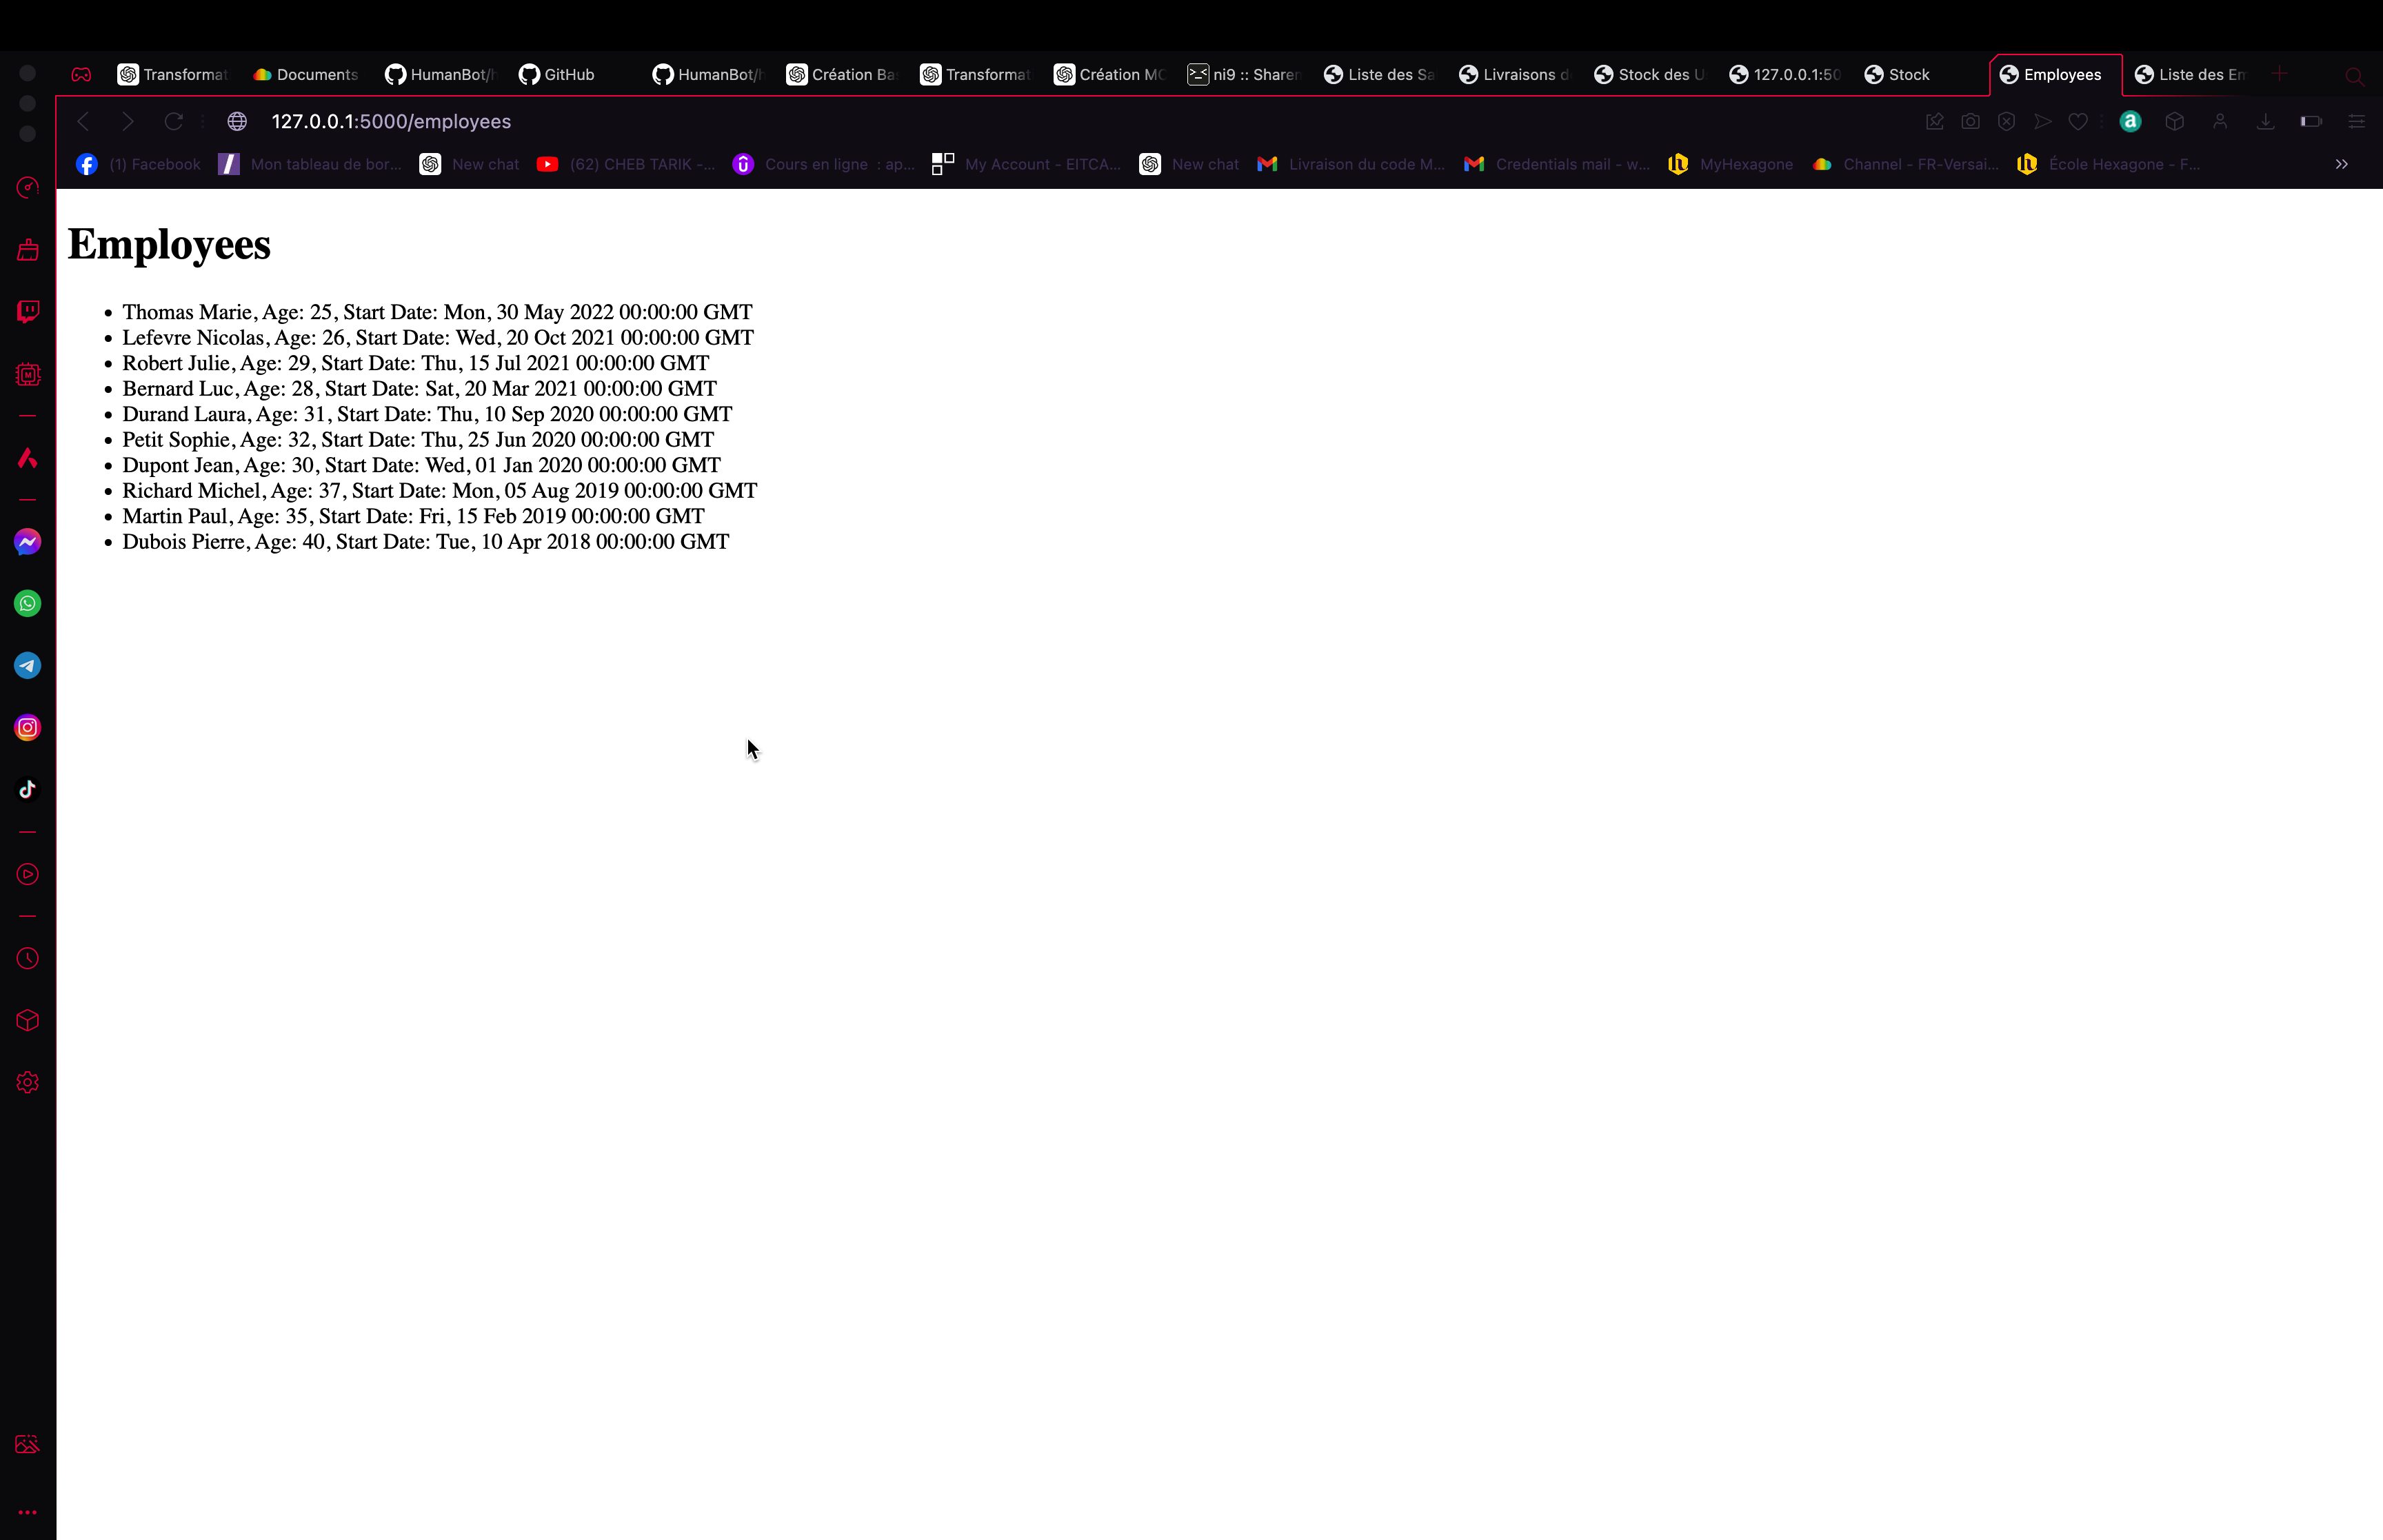 Transformat
Documents
HumanBot/h
GitHub
HumanBot/h
Création Ba
Transformat
Création MC
ni9 :: Sharen
Liste des Sa
Livraisons d
Stock des U
127.0.0.1:50
Stock
Employees
Liste des Em
127.0.0.1:5000/employees
(1) Facebook
Mon tableau de bor...
New chat
(62) CHEB TARIK -...
Cours en ligne : ap...
My Account - EITCA...
New chat
Livraison du code M...
Credentials mail - w...
MyHexagone
Channel - FR-Versai...
École Hexagone - F...
Employees
• Thomas Marie, Age: 25, Start Date: Mon, 30 May 2022 00:00:00 GMT
• Lefevre Nicolas, Age: 26, Start Date: Wed, 20 Oct 2021 00:00:00 GMT
• Robert Julie, Age: 29, Start Date: Thu, 15 Jul 2021 00:00:00 GMT
• Bernard Luc, Age: 28, Start Date: Sat, 20 Mar 2021 00:00:00 GMT
• Durand Laura, Age: 31, Start Date: Thu, 10 Sep 2020 00:00:00 GMT
• Petit Sophie, Age: 32, Start Date: Thu, 25 Jun 2020 00:00:00 GMT
• Dupont Jean, Age: 30, Start Date: Wed, 01 Jan 2020 00:00:00 GMT
• Richard Michel, Age: 37, Start Date: Mon, 05 Aug 2019 00:00:00 GMT
• Martin Paul, Age: 35, Start Date: Fri, 15 Feb 2019 00:00:00 GMT
• Dubois Pierre, Age: 40, Start Date: Tue, 10 Apr 2018 00:00:00 GMT